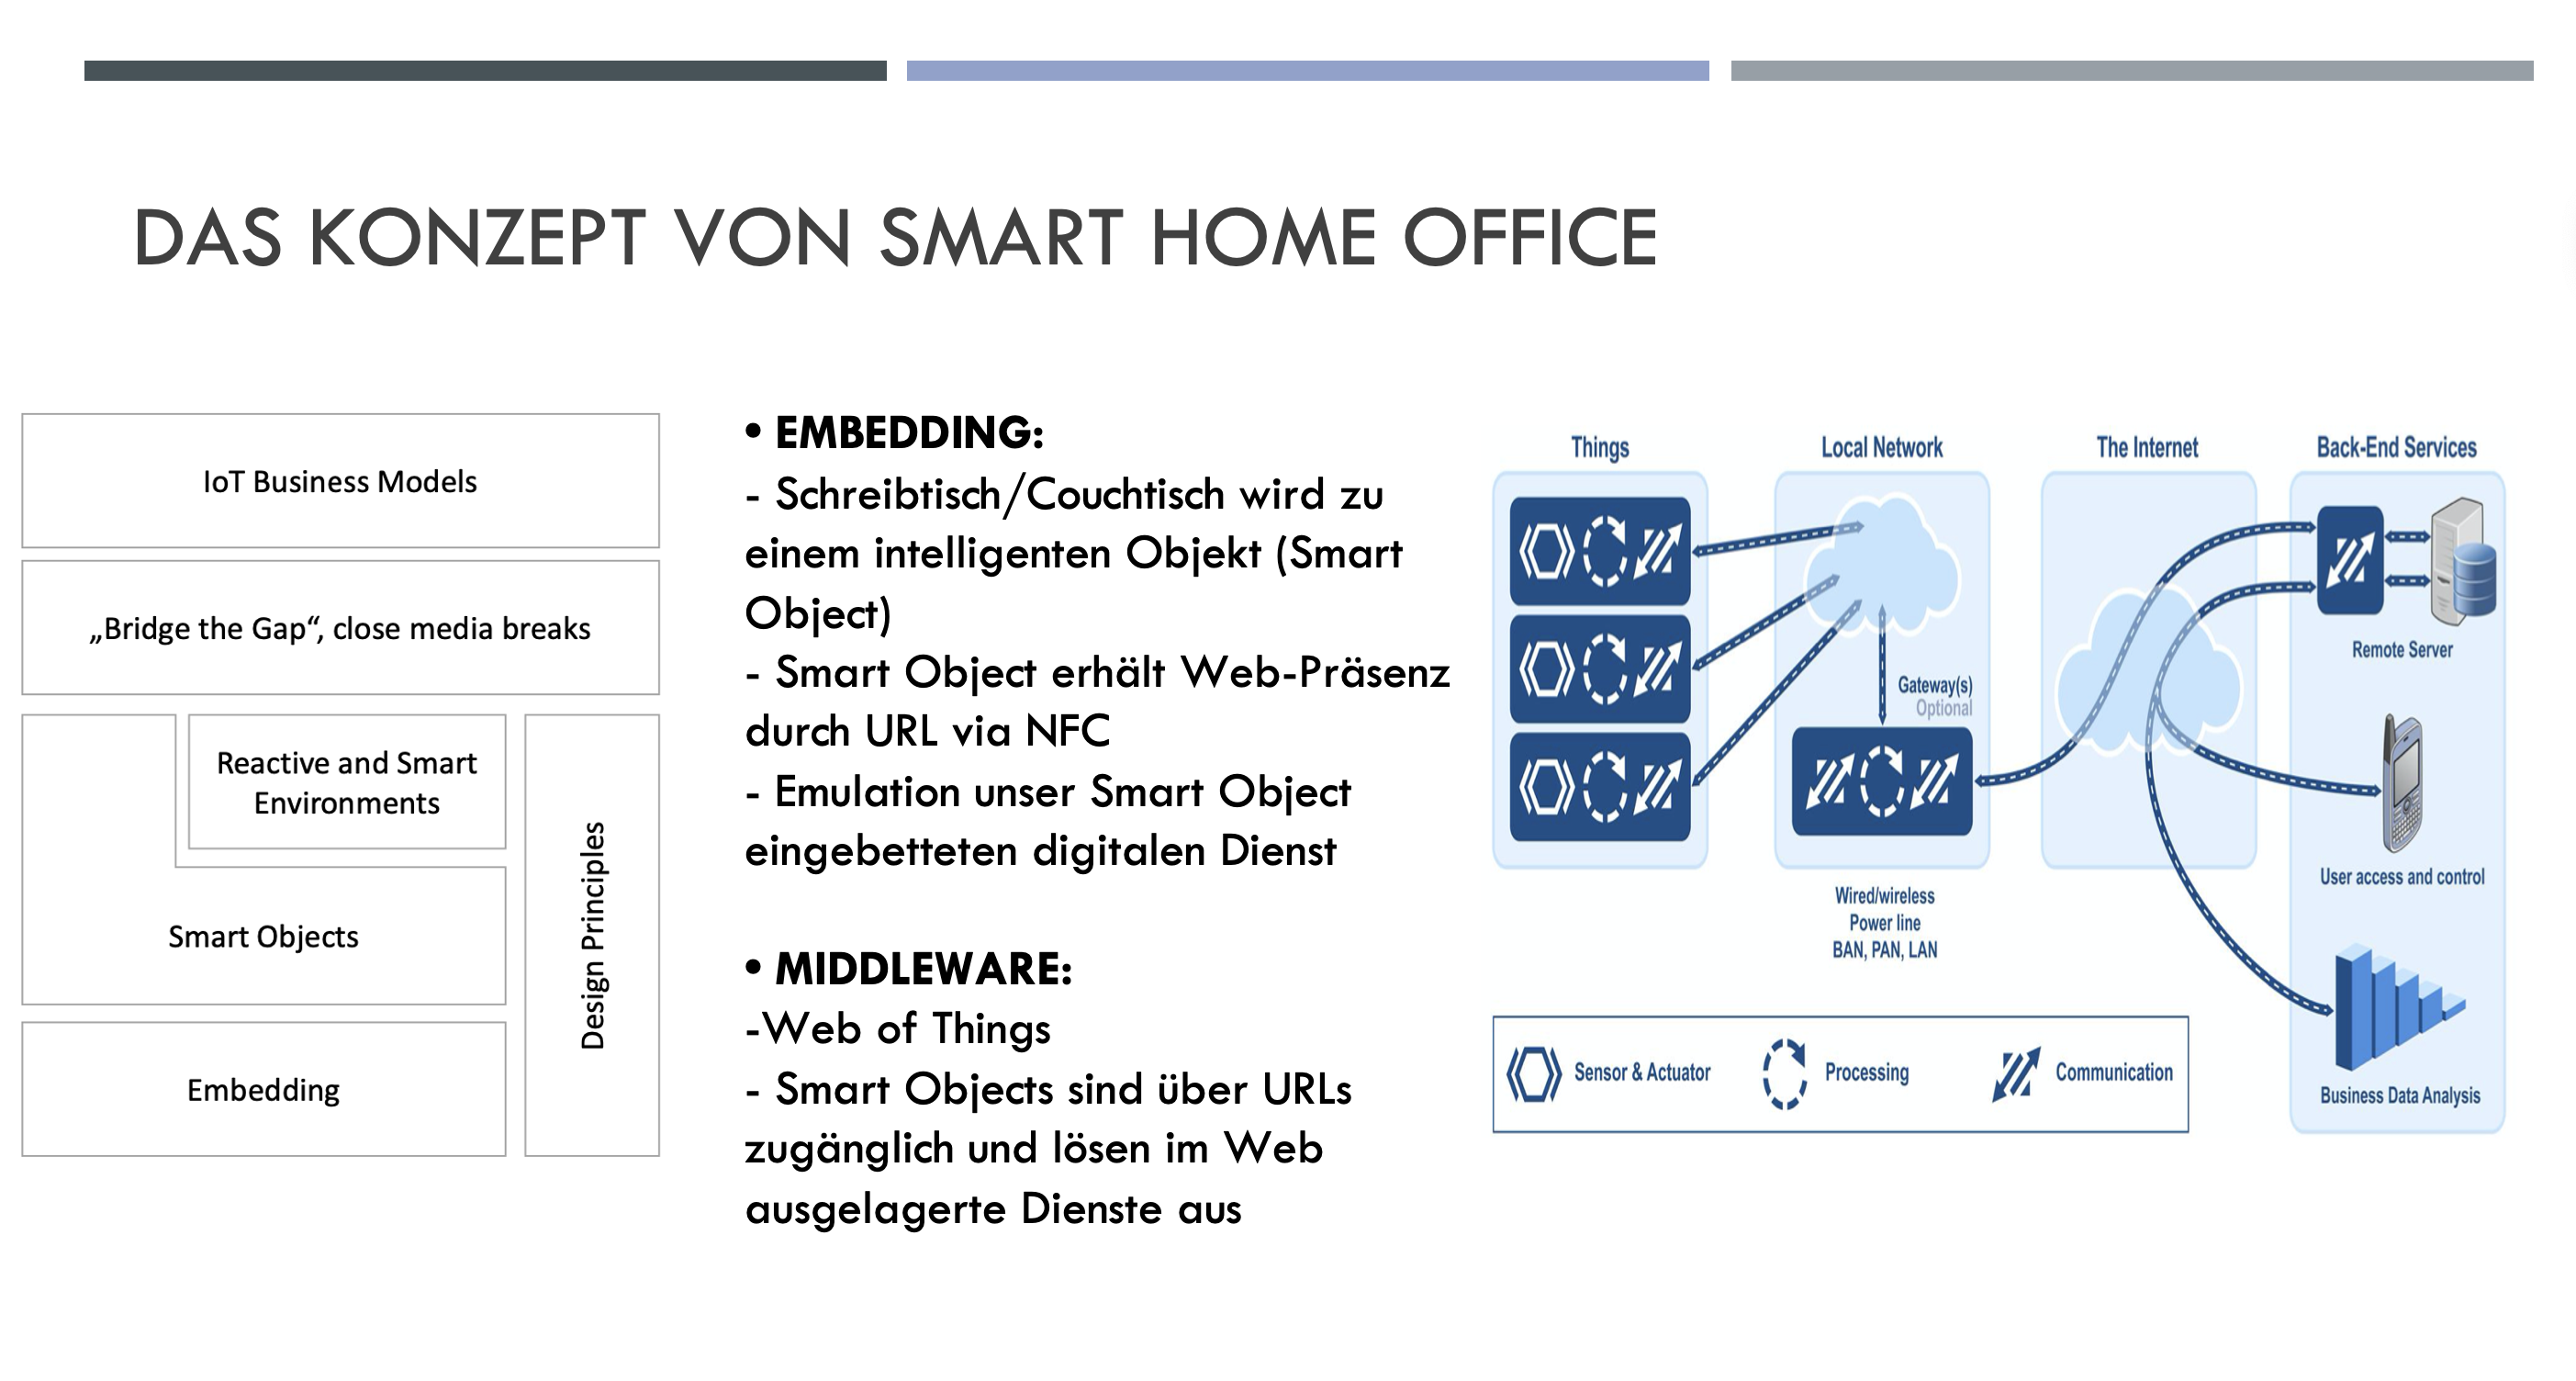 DAS KONZEPT VON SMART HOME OFFICE
IoT Business Models
„Bridge the Gap“, close media breaks
Reactive and Smart
Environments
Smart Objects
Embedding
Design Principles
• EMBEDDING:
- Schreibtisch/Couchtisch wird zu
einem intelligenten Objekt (Smart
Object)
- Smart Object erhält Web-Präsenz
durch URL via NFC
- Emulation unser Smart Object
eingebetteten digitalen Dienst
• MIDDLEWARE:
-Web of Things
- Smart Objects sind über URLs
zugänglich und lösen im Web
ausgelagerte Dienste aus
Things
Local Network
The Internet
Back-End Services
Gateway(s)
Optional
Wired/wireless
Power line
BAN, PAN, LAN
Remote Server
User access and control
Business Data Analysis
Sensor & Actuator
Processing
Communication